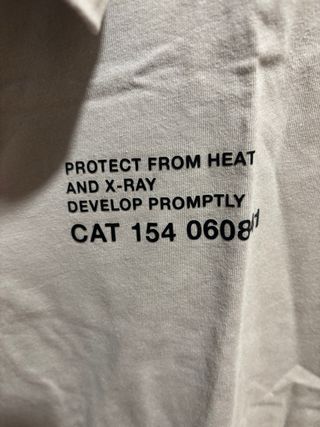 PROTECT FROM HEAT
AND X-RAY
DEVELOP PROMPTLY
CAT 154 0608